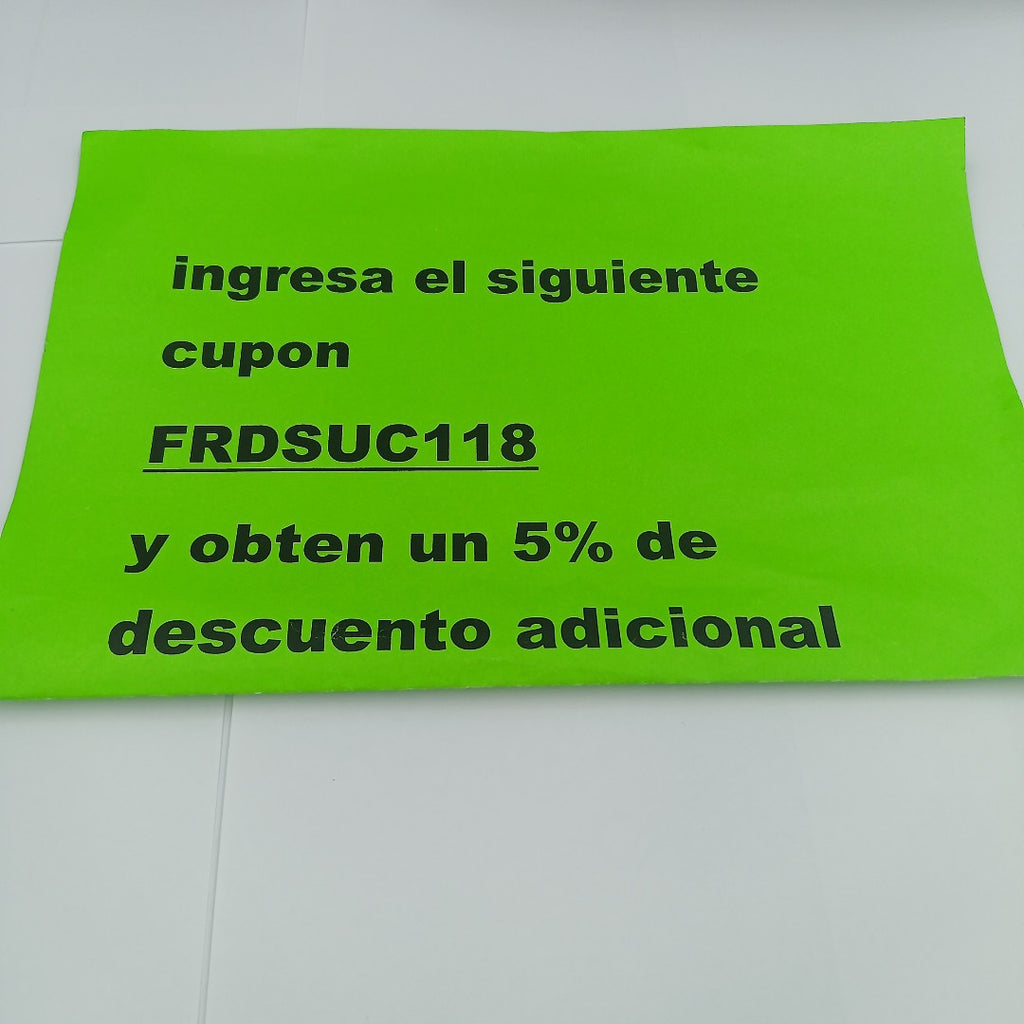 ingresa el siguiente
cupon
FRDSUC118
y obten un 5% de
descuento adicional